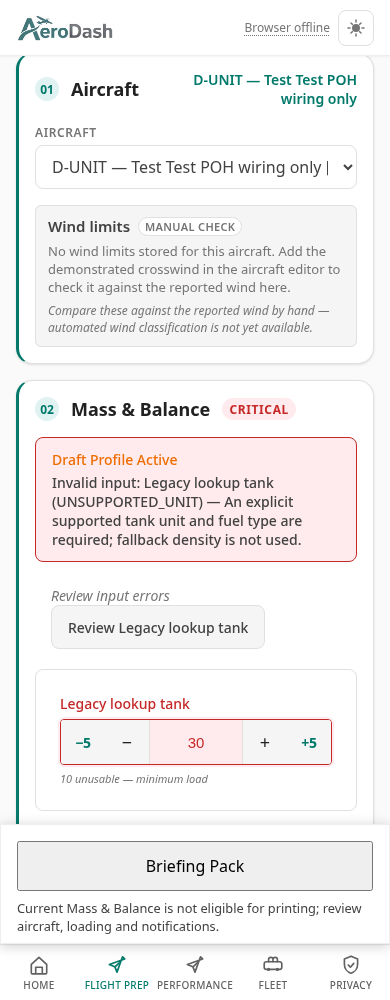 AeroDash
Browser offline
01
Aircraft
D-UNIT — Test Test POH
wiring only
AIRCRAFT
D-UNIT — Test Test POH wiring only |
Wind limits
MANUAL CHECK
No wind limits stored for this aircraft. Add the
demonstrated crosswind in the aircraft editor to
check it against the reported wind here.
Compare these against the reported wind by hand —
automated wind classification is not yet available.
02
Mass & Balance
CRITICAL
Draft Profile Active
Invalid input: Legacy lookup tank
(UNSUPPORTED_UNIT) — An explicit
supported tank unit and fuel type are
required; fallback density is not used.
Review input errors
Review Legacy lookup tank
Legacy lookup tank
−5 − 30 + +5
10 unusable — minimum load
Briefing Pack
Current Mass & Balance is not eligible for printing; review
aircraft, loading and notifications.
HOME FLIGHT PREP PERFORMANCE FLEET PRIVACY